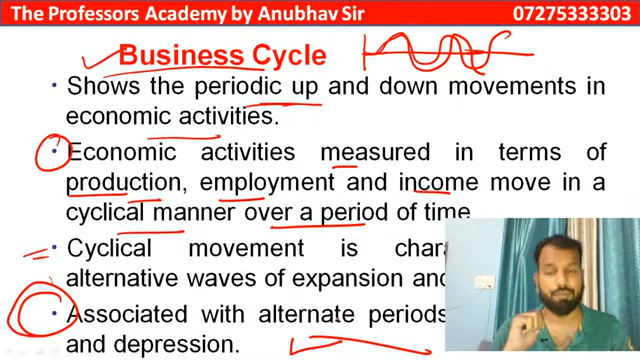 The Professors Academy by Anubhav Sir 07275333303
Business Cycle
• Shows the periodic up and down movements in
economic activities.
• Economic activities measured in terms of
production, employment and income move in a
cyclical manner over a period of time
Cyclical movement is
alternative waves of expansion and
Associated with alternate periods
and depression.